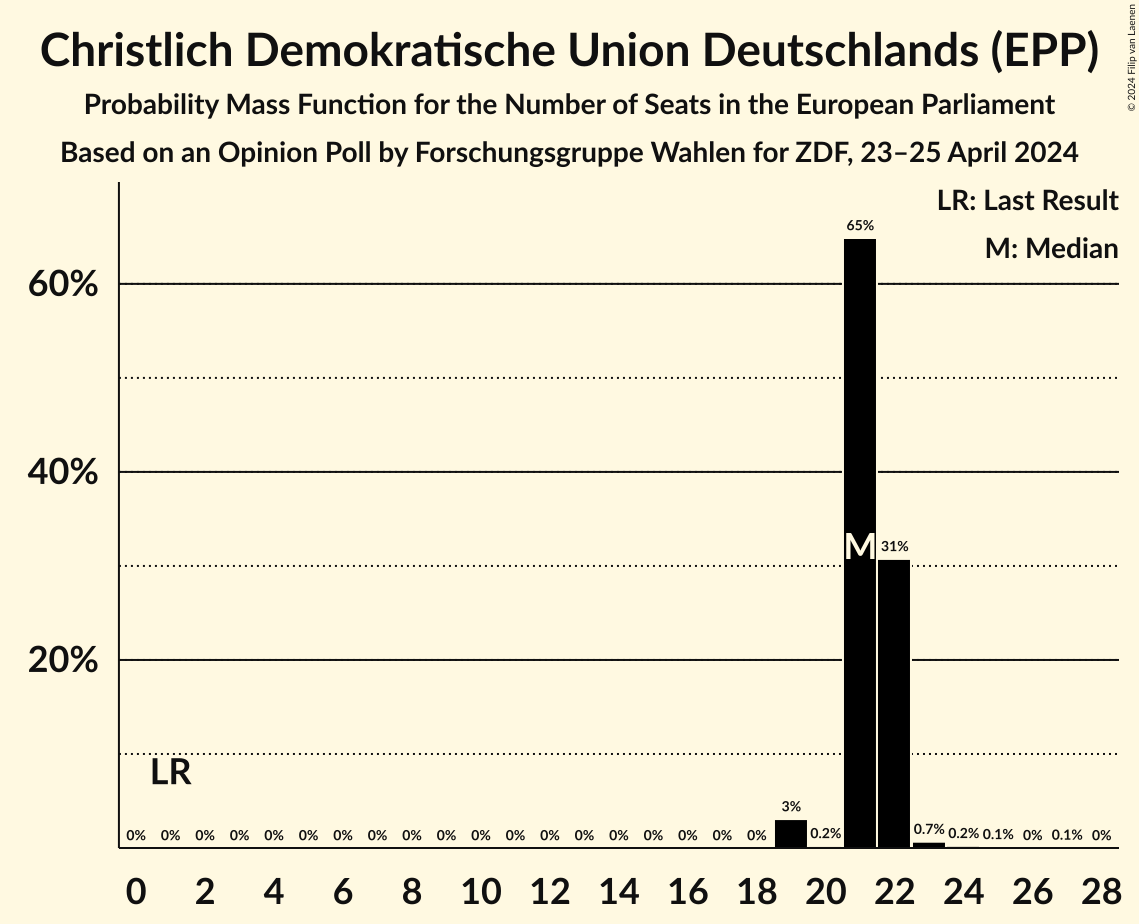 Christlich Demokratische Union Deutschlands (EPP)
Probability Mass Function for the Number of Seats in the European Parliament
Based on an Opinion Poll by Forschungsgruppe Wahlen for ZDF, 23–25 April 2024
© 2024 Filip van Laenen
LR: Last Result
M: Median
65%
60%
40%
M 31%
20%
LR
3%
0% 0% 0% 0% 0% 0% 0% 0% 0% 0% 0% 0% 0% 0% 0% 0% 0% 0% 0% 0.2% 0.7% 0.2% 0.1% 0% 0.1% 0%
0 2 4 6 8 10 12 14 16 18 20 22 24 26 28